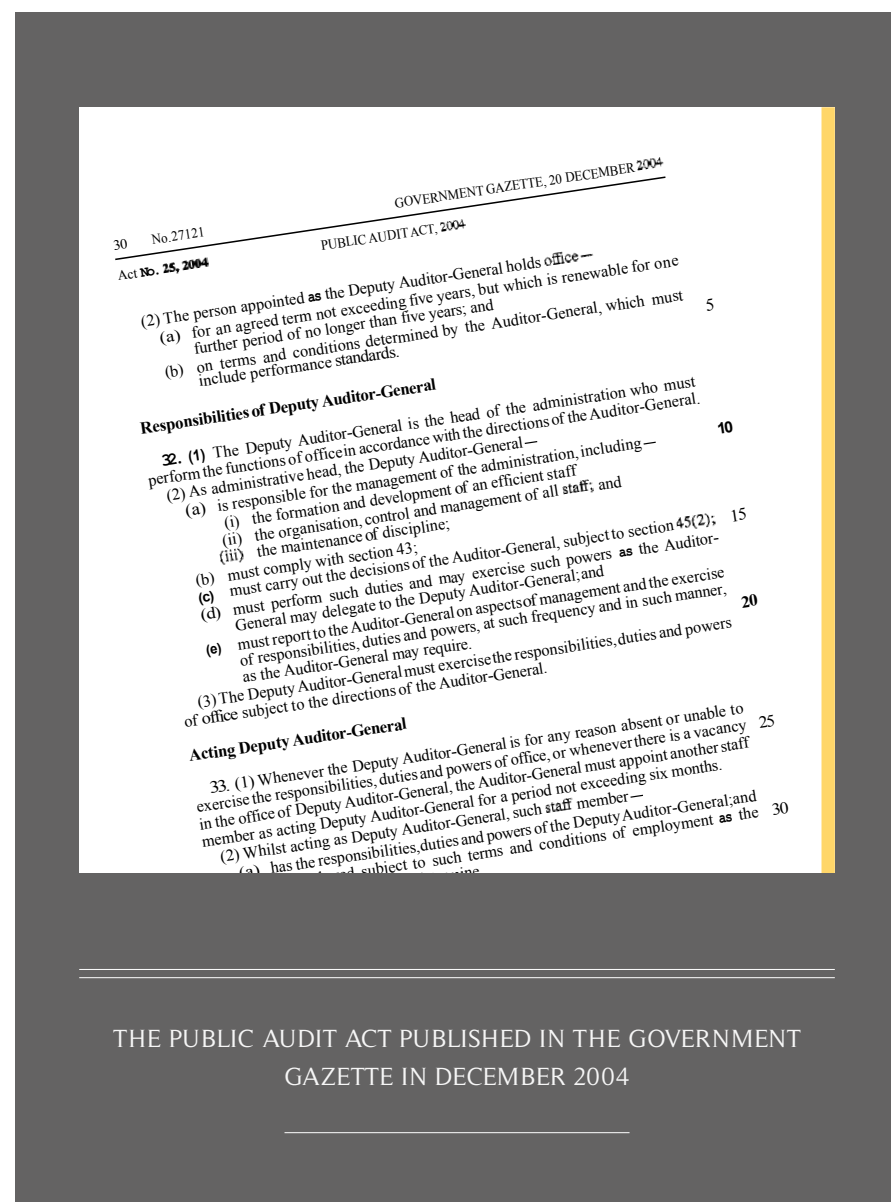 GOVERNMENT GAZETTE, 20 DECEMBER 2004
30 No.27121
PUBLIC AUDIT ACT, 2004
Act No. 25, 2004
(2) The person appointed as the Deputy Auditor-General holds office—
(a) for an agreed term not exceeding five years, but which is renewable for one
further period of no longer than five years; and
(b) on terms and conditions determined by the Auditor-General, which must 5
include performance standards.
Responsibilities of Deputy Auditor-General
32. (1) The Deputy Auditor-General is the head of the administration who must
perform the functions of office in accordance with the directions of the Auditor-General.
(2) As administrative head, the Deputy Auditor-General— 10
(a) is responsible for the management of the administration, including—
(i) the formation and development of an efficient staff
(ii) the organisation, control and management of all staff; and
(iii) the maintenance of discipline;
(b) must comply with section 43;
(c) must carry out the decisions of the Auditor-General, subject to section 45(2); 15
(d) must perform such duties and may exercise such powers as the Auditor-
General may delegate to the Deputy Auditor-General; and
(e) must report to the Auditor-General on aspects of management and the exercise
of responsibilities, duties and powers, at such frequency and in such manner, 20
as the Auditor-General may require.
(3) The Deputy Auditor-General must exercise the responsibilities, duties and powers
of office subject to the directions of the Auditor-General.
Acting Deputy Auditor-General
33. (1) Whenever the Deputy Auditor-General is for any reason absent or unable to
exercise the responsibilities, duties and powers of office, or whenever there is a vacancy 25
in the office of Deputy Auditor-General, the Auditor-General must appoint another staff
member as acting Deputy Auditor-General for a period not exceeding six months.
(2) Whilst acting as Deputy Auditor-General, such staff member—
(a) has the responsibilities, duties and powers of the Deputy Auditor-General; and
subject to such terms and conditions of employment as the 30
THE PUBLIC AUDIT ACT PUBLISHED IN THE GOVERNMENT
GAZETTE IN DECEMBER 2004